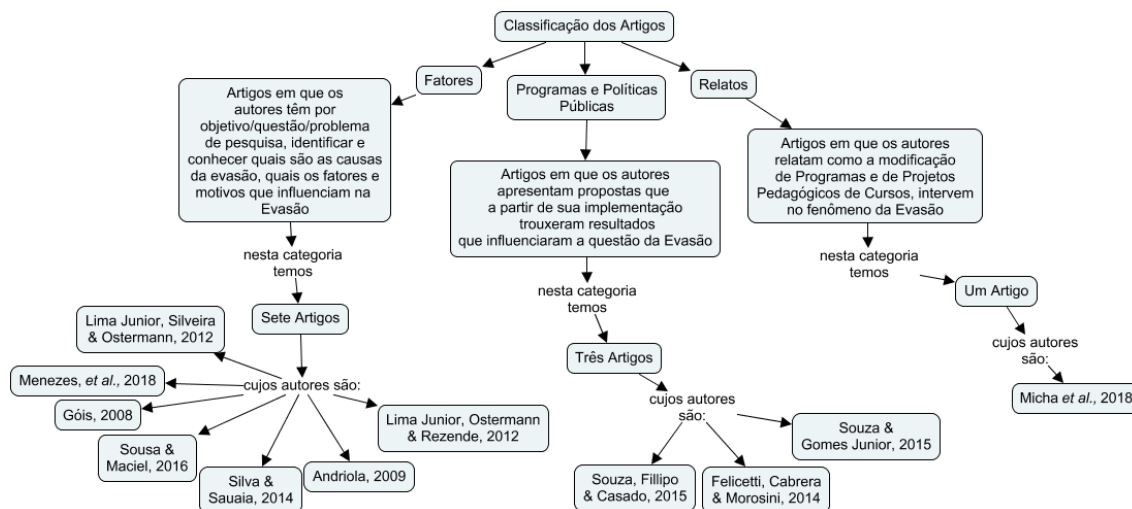 Classificação dos Artigos
Fatores
Programas e Políticas
Públicas
Relatos
Artigos em que os
autores têm por
objetivo/questão/problema
de pesquisa, identificar e
conhecer quais são as causas
da evasão, quais os fatores e
motivos que influenciam na
Evasão
Artigos em que os autores
apresentam propostas que
a partir de sua implementação
trouxeram resultados
que influenciaram a questão da Evasão
Artigos em que os autores
relatam como a modificação
de Programas e de Projetos
Pedagógicos de Cursos, intervem
no fenômeno da Evasão
nesta categoria
temos
nesta categoria
temos
nesta categoria
temos
Sete Artigos
Três Artigos
Um Artigo
cujos autores são:
cujos autores
são:
cujos autores
são:
Lima Junior, Silveira
& Ostermann, 2012
Menezes, et al., 2018
Góis, 2008
Sousa &
Maciel, 2016
Silva &
Sauaia, 2014
Andriola, 2009
Lima Junior, Ostermann
& Rezende, 2012
Souza, Fillipo
& Casado, 2015
Felicetti, Cabrera
& Morosini, 2014
Souza &
Gomes Junior, 2015
Micha et al., 2018